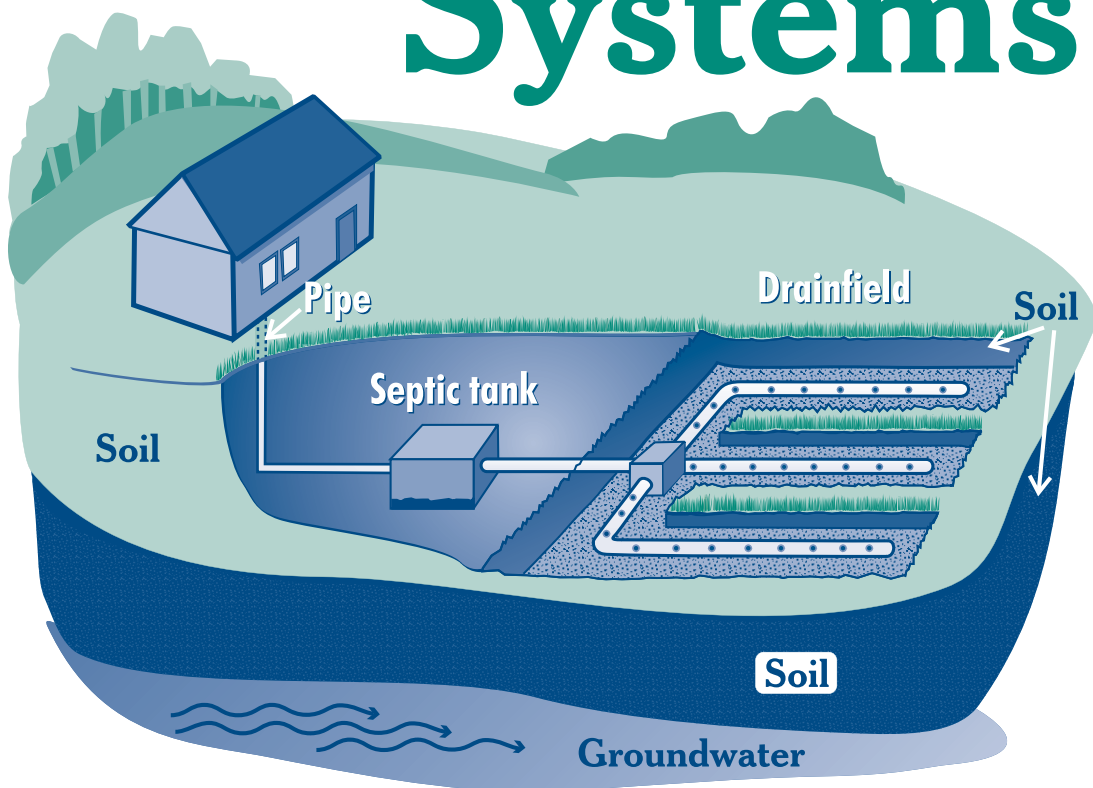 Systems
Pipe
Drainfield
Soil
Septic tank
Soil
Soil
Groundwater